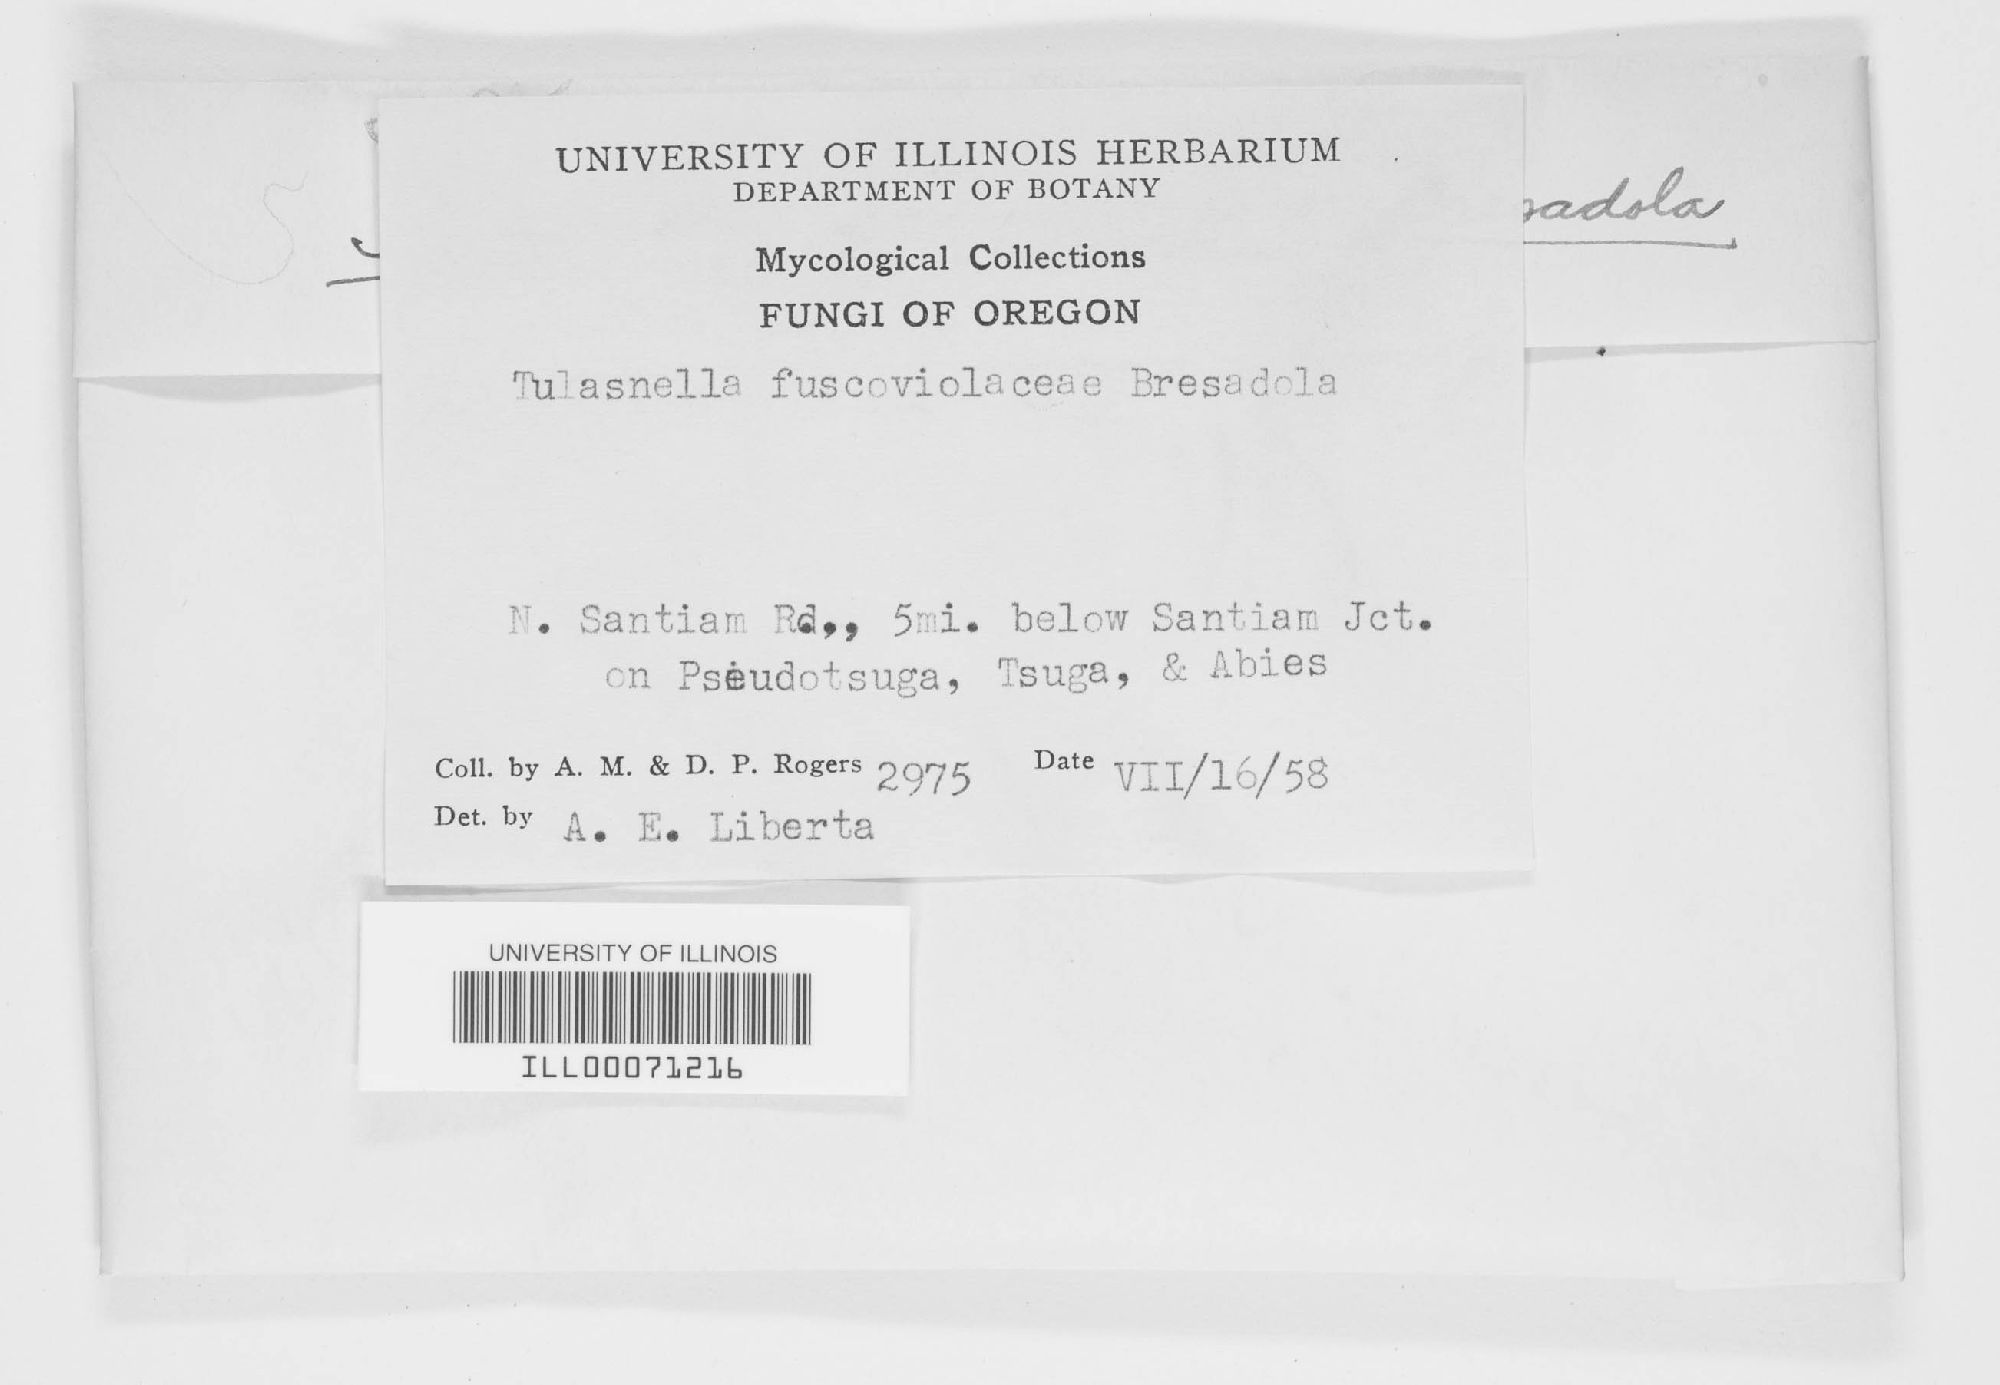 UNIVERSITY OF ILLINOIS HERBARIUM
DEPARTMENT OF BOTANY
Mycological Collections
FUNGI OF OREGON
Tulasnella fuscoviolaceae Bresadola
N. Santiam Rd,, 5mi. below Santiam Jct.
on Pseudotsuga, Tsuga, & Abies
Coll. by A. M. & D. P. Rogers 2975 Date VII/16/58
Det. by A. E. Liberta
UNIVERSITY OF ILLINOIS
ILL00071216